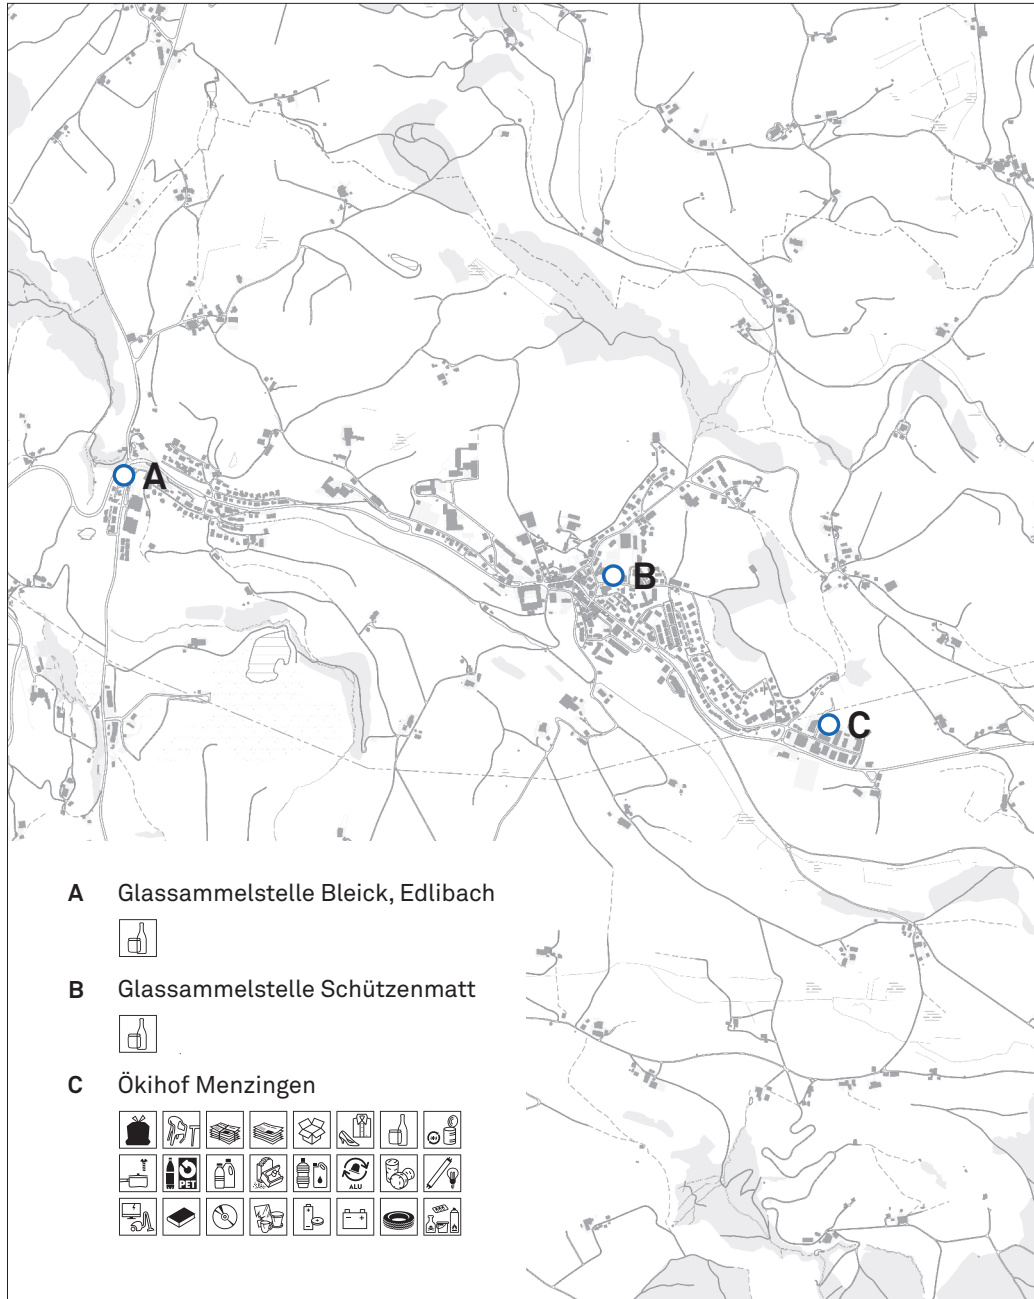 A
B
C
A Glassammelstelle Bleick, Edlibach
B Glassammelstelle Schützenmatt
C Ökihof Menzingen
PET
ALU